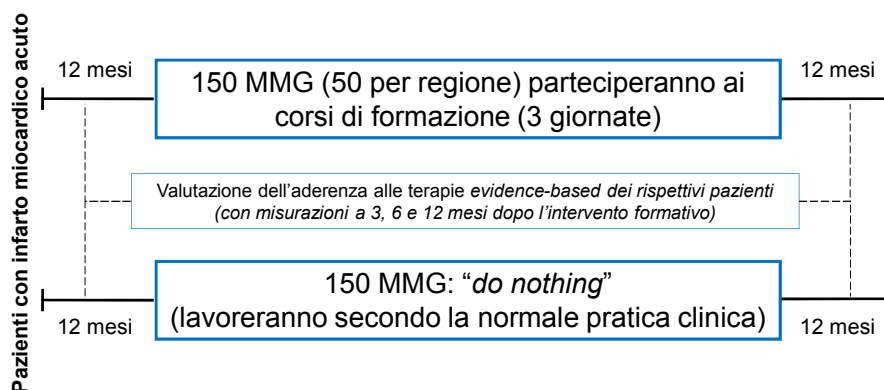 Pazienti con infarto miocardico acuto
12 mesi
150 MMG (50 per regione) parteciperanno ai
corsi di formazione (3 giornate)
12 mesi
Valutazione dell'aderenza alle terapie evidence-based dei rispettivi pazienti
(con misurazioni a 3, 6 e 12 mesi dopo l'intervento formativo)
12 mesi
150 MMG: “do nothing”
(lavoreranno secondo la normale pratica clinica)
12 mesi